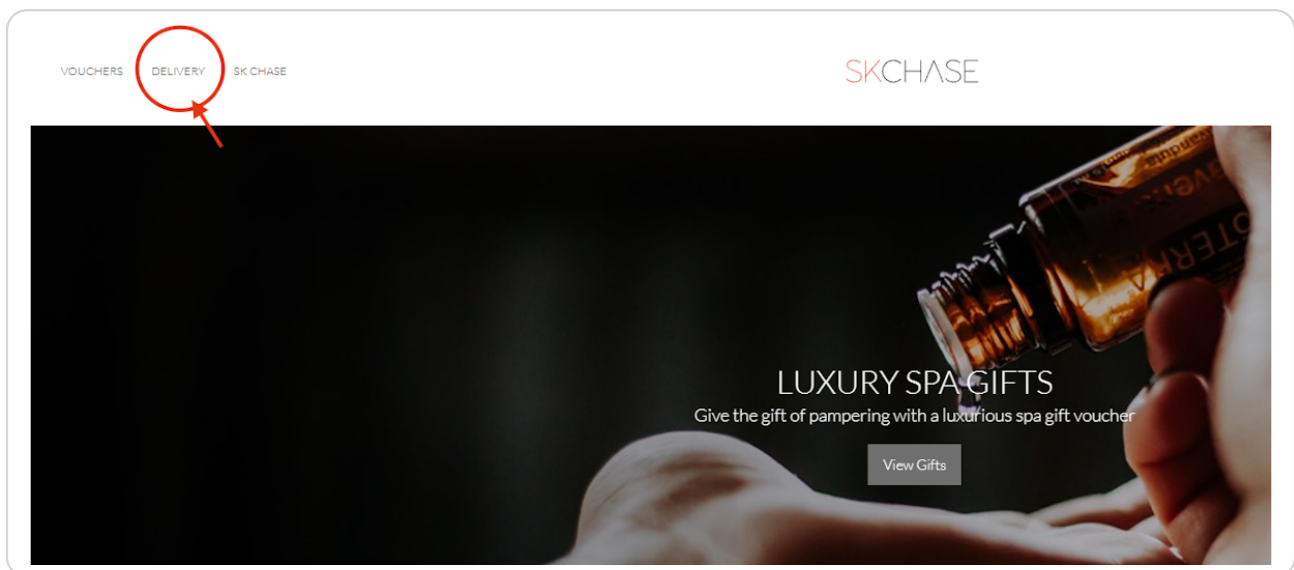 VOUCHERS DELIVERY SK CHASE
SKCHASE
LUXURY SPA GIFTS
Give the gift of pampering with a luxurious spa gift voucher
View Gifts